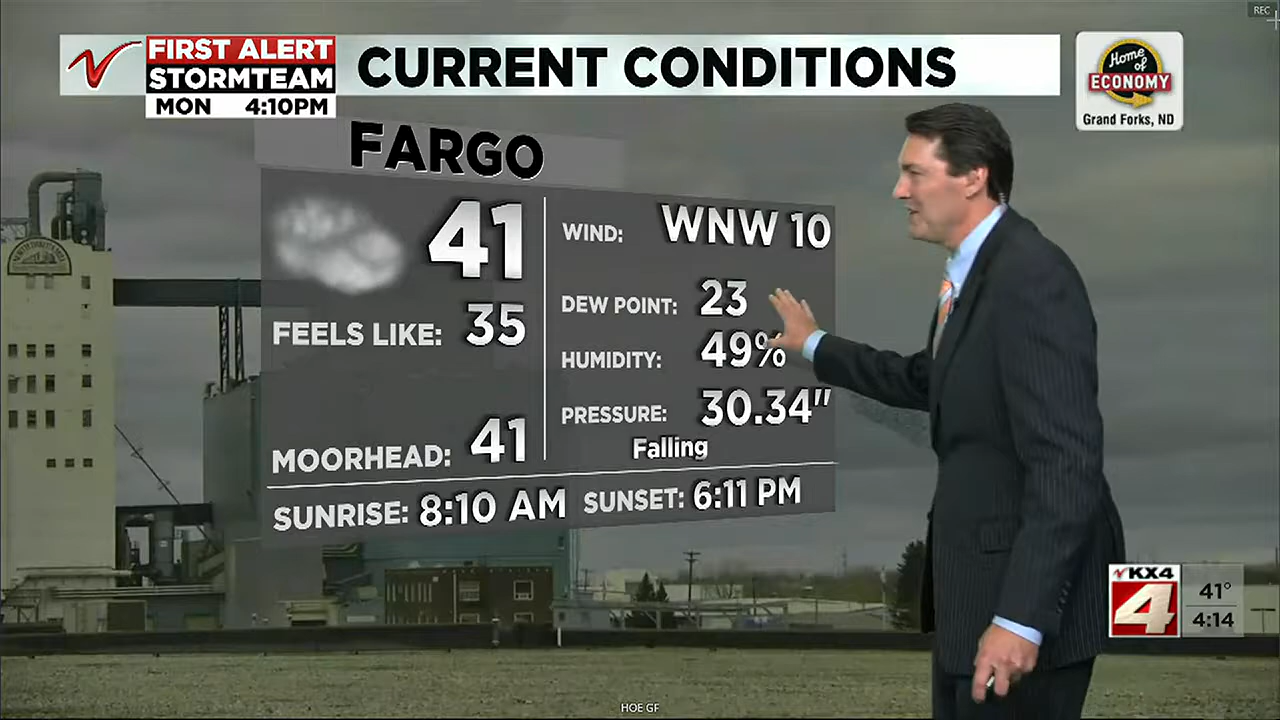 REC
FIRST ALERT
STORMTEAM
MON 4:10PM
CURRENT CONDITIONS
Home
of
ECONOMY
Grand Forks, ND
FARGO
41
FEELS LIKE: 35
MOORHEAD: 41
WIND: WNW 10
DEW POINT: 23
HUMIDITY: 49%
PRESSURE: 30.34"
Falling
SUNRISE: 8:10 AM SUNSET: 6:11 PM
KX4
4
41°
4:14
HOE GF